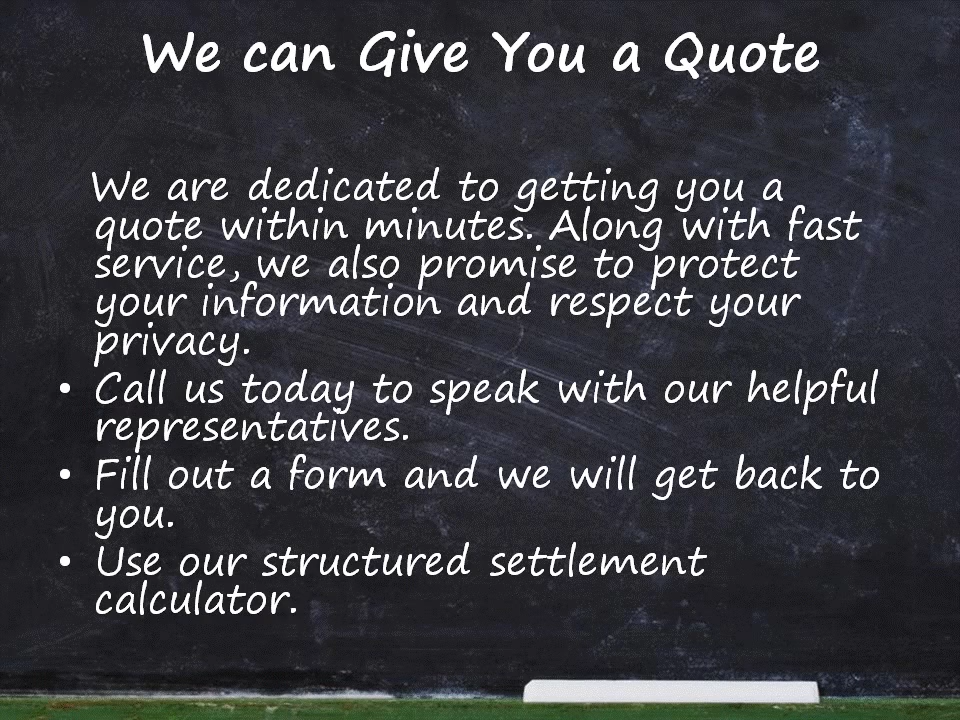 We can Give You a Quote
We are dedicated to getting you a
quote within minutes. Along with fast
service, we also promise to protect
your information and respect your
privacy.
• Call us today to speak with our helpful
representatives.
• Fill out a form and we will get back to
you.
• Use our structured settlement
calculator.